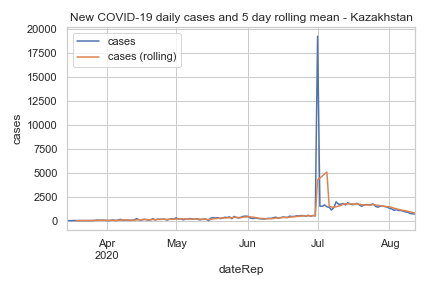 New COVID-19 daily cases and 5 day rolling mean - Kazakhstan
cases
cases (rolling)
20000
17500
15000
12500
10000
7500
5000
2500
0
cases
Apr
2020
May
Jun
Jul
Aug
dateRep